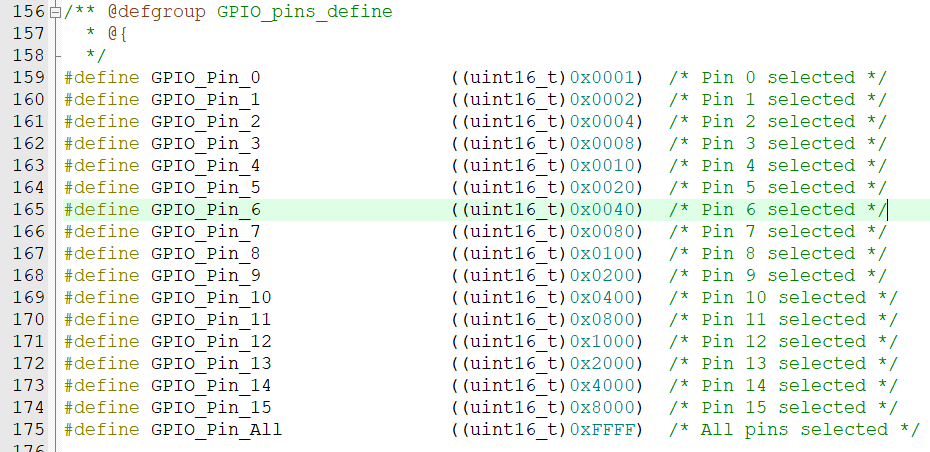 156 /** @defgroup GPIO_pins_define
157 * @{
158 */
159 #define GPIO_Pin_0 ((uint16_t)0x0001) /* Pin 0 selected */
160 #define GPIO_Pin_1 ((uint16_t)0x0002) /* Pin 1 selected */
161 #define GPIO_Pin_2 ((uint16_t)0x0004) /* Pin 2 selected */
162 #define GPIO_Pin_3 ((uint16_t)0x0008) /* Pin 3 selected */
163 #define GPIO_Pin_4 ((uint16_t)0x0010) /* Pin 4 selected */
164 #define GPIO_Pin_5 ((uint16_t)0x0020) /* Pin 5 selected */
165 #define GPIO_Pin_6 ((uint16_t)0x0040) /* Pin 6 selected */
166 #define GPIO_Pin_7 ((uint16_t)0x0080) /* Pin 7 selected */
167 #define GPIO_Pin_8 ((uint16_t)0x0100) /* Pin 8 selected */
168 #define GPIO_Pin_9 ((uint16_t)0x0200) /* Pin 9 selected */
169 #define GPIO_Pin_10 ((uint16_t)0x0400) /* Pin 10 selected */
170 #define GPIO_Pin_11 ((uint16_t)0x0800) /* Pin 11 selected */
171 #define GPIO_Pin_12 ((uint16_t)0x1000) /* Pin 12 selected */
172 #define GPIO_Pin_13 ((uint16_t)0x2000) /* Pin 13 selected */
173 #define GPIO_Pin_14 ((uint16_t)0x4000) /* Pin 14 selected */
174 #define GPIO_Pin_15 ((uint16_t)0x8000) /* Pin 15 selected */
175 #define GPIO_Pin_All ((uint16_t)0xFFFF) /* All pins selected */